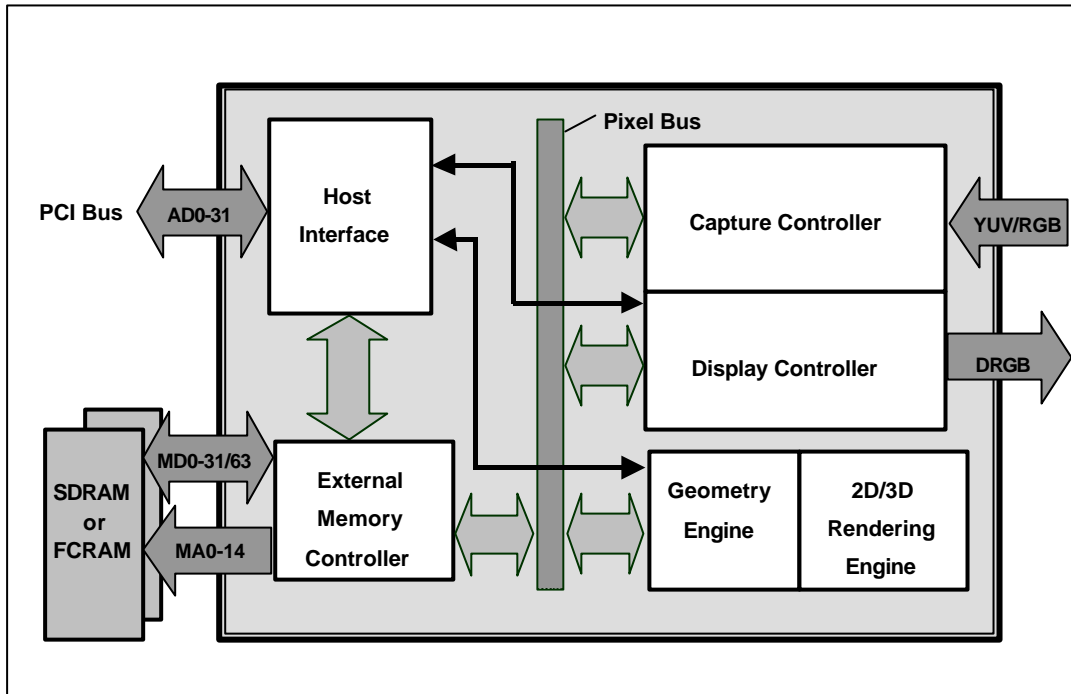 Pixel Bus
PCI Bus
AD0-31
Host
Interface
Capture Controller
YUV/RGB
Display Controller
DRGB
SDRAM
or
FCRAM
MD0-31/63
MA0-14
External
Memory
Controller
Geometry
Engine
2D/3D
Rendering
Engine